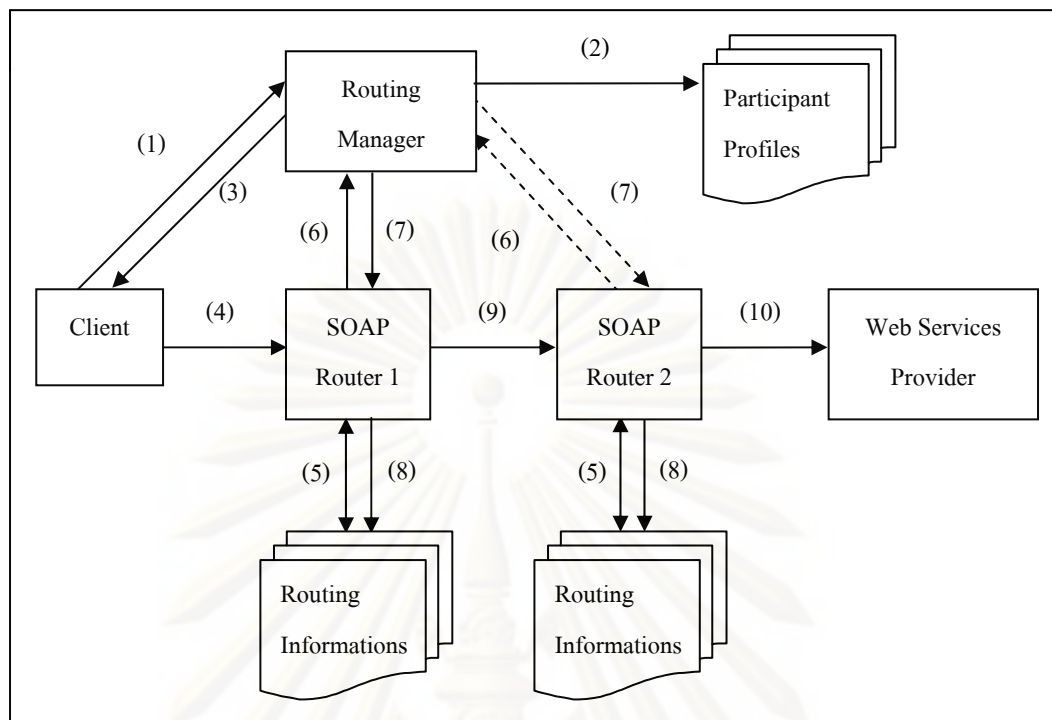 (2)
Routing
Manager
Participant
Profiles
(1)
(3)
(6)
(7)
(6)
(7)
Client
(4)
SOAP
Router 1
(9)
SOAP
Router 2
(10)
Web Services
Provider
(5)
(8)
(5)
(8)
Routing
Informations
Routing
Informations